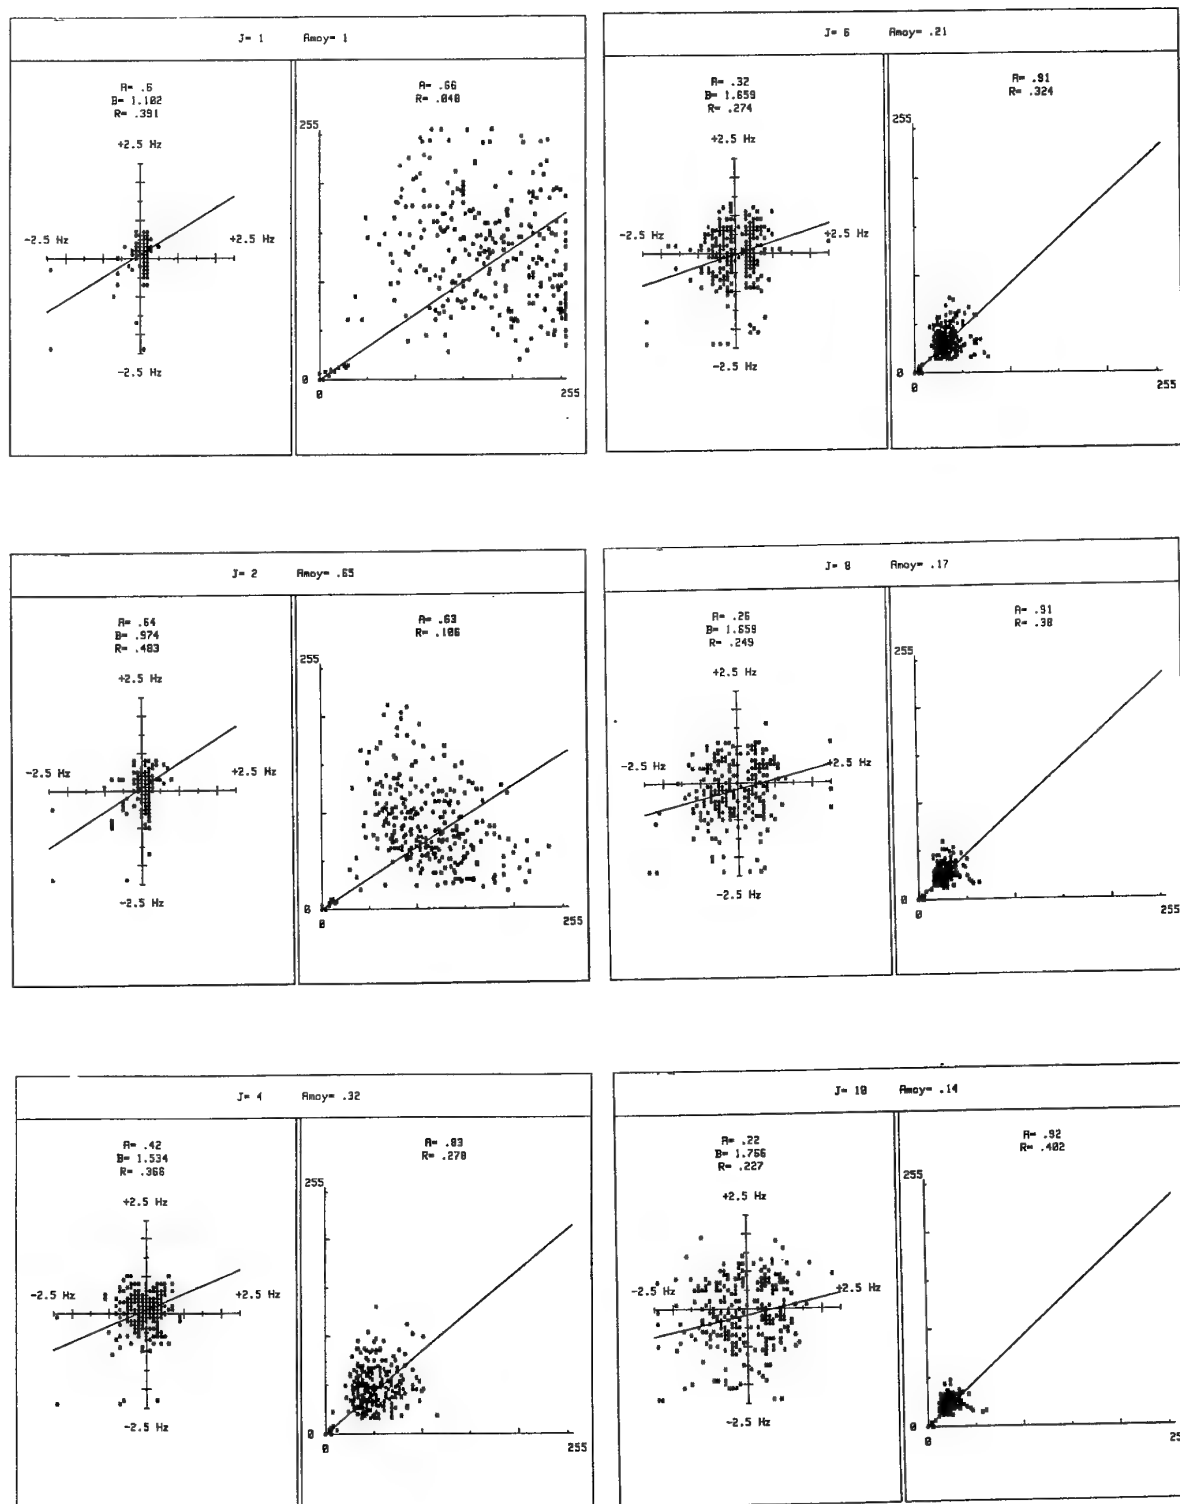 J= 1 Amoy= 1
A= .6
B= 1.102
R= .391
+2.5 Hz
-2.5 Hz
+2.5 Hz
-2.5 Hz
A= .66
R= .048
255
0
0
255
J= 6 Amoy= .21
A= .32
B= 1.659
R= .274
+2.5 Hz
-2.5 Hz
+2.5 Hz
-2.5 Hz
A= .91
R= .324
255
0
0
255
J= 2 Amoy= .65
A= .64
B= .974
R= .483
+2.5 Hz
-2.5 Hz
+2.5 Hz
-2.5 Hz
A= .63
R= .106
255
0
0
255
J= 8 Amoy= .17
A= .26
B= 1.659
R= .249
+2.5 Hz
-2.5 Hz
+2.5 Hz
-2.5 Hz
A= .91
R= .38
255
0
0
255
J= 4 Amoy= .32
A= .42
B= 1.534
R= .366
+2.5 Hz
-2.5 Hz
+2.5 Hz
-2.5 Hz
A= .83
R= .278
255
0
0
255
J= 10 Amoy= .14
A= .22
B= 1.766
R= .227
+2.5 Hz
-2.5 Hz
+2.5 Hz
-2.5 Hz
A= .92
R= .402
255
0
0